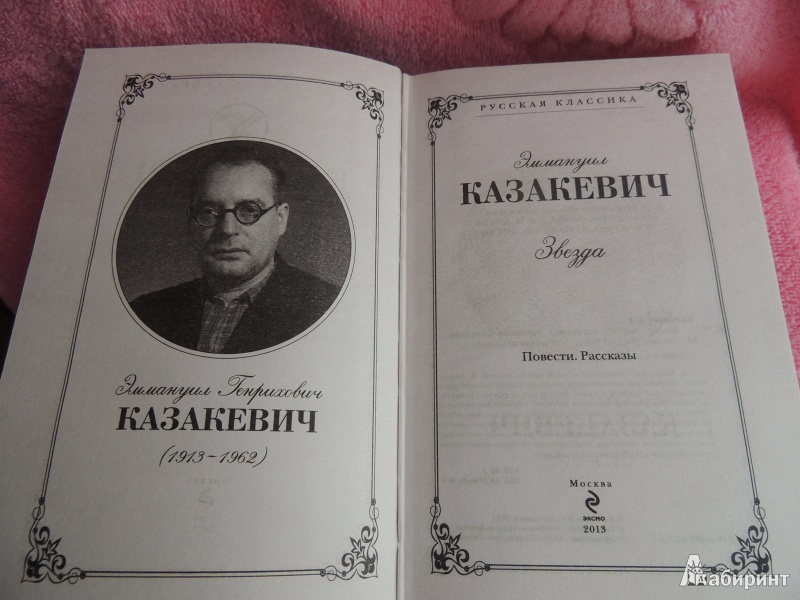 Эммануил Генрихович
КАЗАКЕВИЧ
(1913–1962)
РУССКАЯ КЛАССИКА
Эммануил
КАЗАКЕВИЧ
Звезда
Повести. Рассказы
Москва
ЭКСМО
2013
Лабиринт